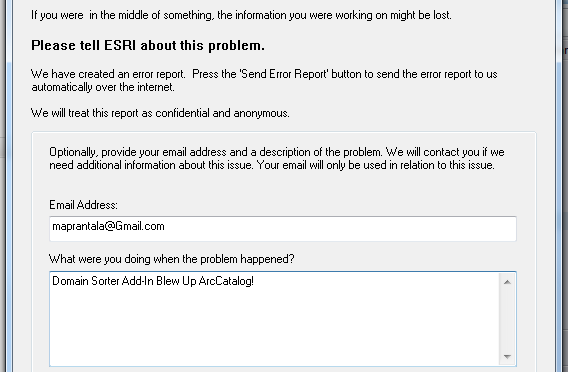 If you were in the middle of something, the information you were working on might be lost.
Please tell ESRI about this problem.
We have created an error report. Press the 'Send Error Report' button to send the error report to us
automatically over the internet.
We will treat this report as confidential and anonymous.
Optionally, provide your email address and a description of the problem. We will contact you if we
need additional information about this issue. Your email will only be used in relation to this issue.
Email Address:
maprantala@Gmail.com
What were you doing when the problem happened?
Domain Sorter Add-In Blew Up ArcCatalog!